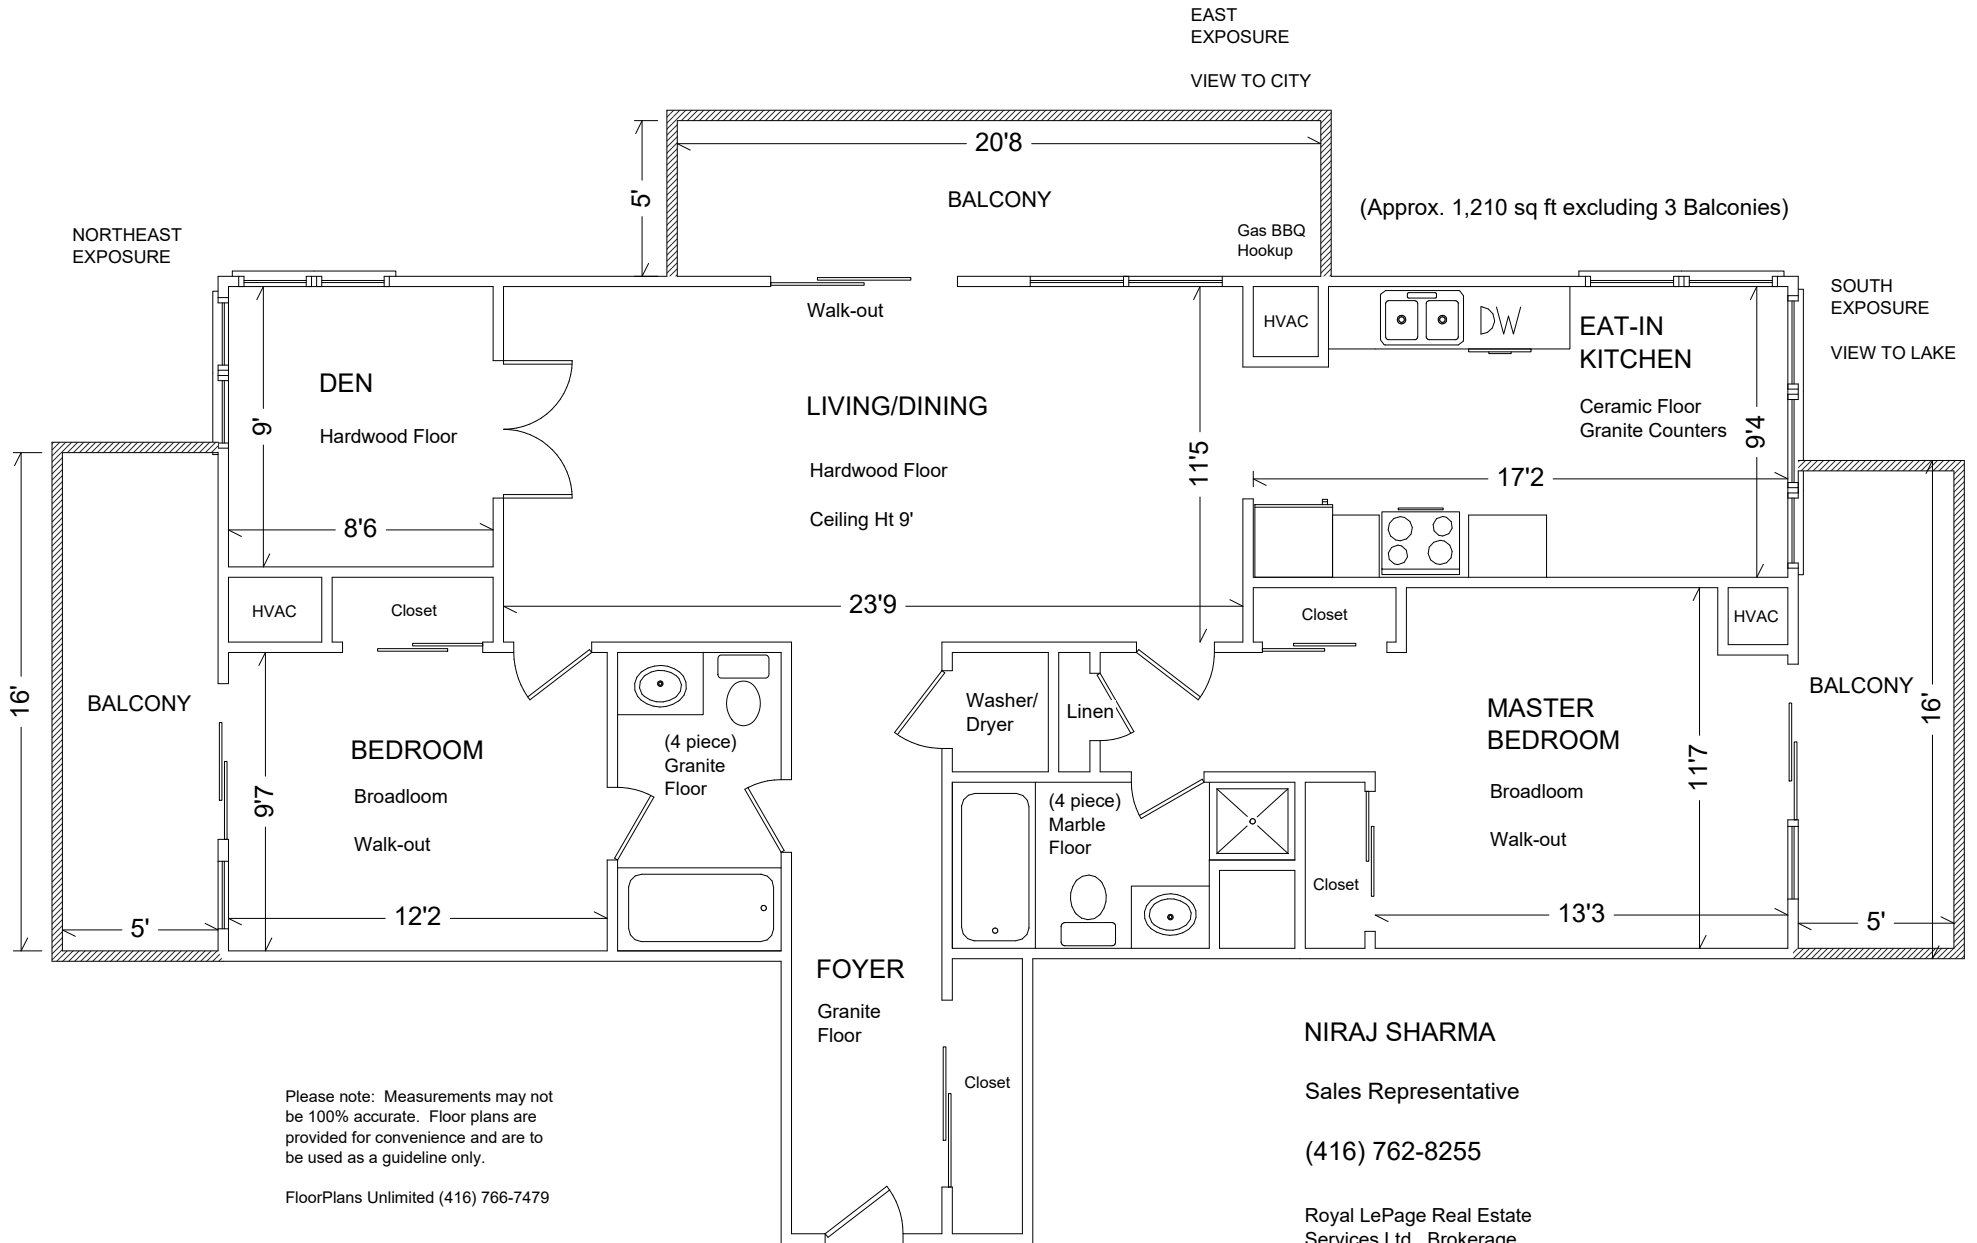 EAST
EXPOSURE
VIEW TO CITY
20'8
5'
BALCONY
Gas BBQ
Hookup
(Approx. 1,210 sq ft excluding 3 Balconies)
NORTHEAST
EXPOSURE
SOUTH
EXPOSURE
VIEW TO LAKE
Walk-out
HVAC
DW
EAT-IN
KITCHEN
Ceramic Floor
Granite Counters
9'4
17'2
DEN
Hardwood Floor
9'
8'6
LIVING/DINING
Hardwood Floor
Ceiling Ht 9'
11'5
23'9
HVAC
Closet
Closet
HVAC
BALCONY
16'
5'
BEDROOM
Broadloom
Walk-out
9'7
12'2
(4 piece)
Granite
Floor
Washer/
Dryer
Linen
(4 piece)
Marble
Floor
Closet
MASTER
BEDROOM
Broadloom
Walk-out
11'7
13'3
BALCONY
16'
5'
FOYER
Granite
Floor
Closet
Please note: Measurements may not
be 100% accurate. Floor plans are
provided for convenience and are to
be used as a guideline only.
FloorPlans Unlimited (416) 766-7479
NIRAJ SHARMA
Sales Representative
(416) 762-8255
Royal LePage Real Estate
Services Ltd., Brokerage